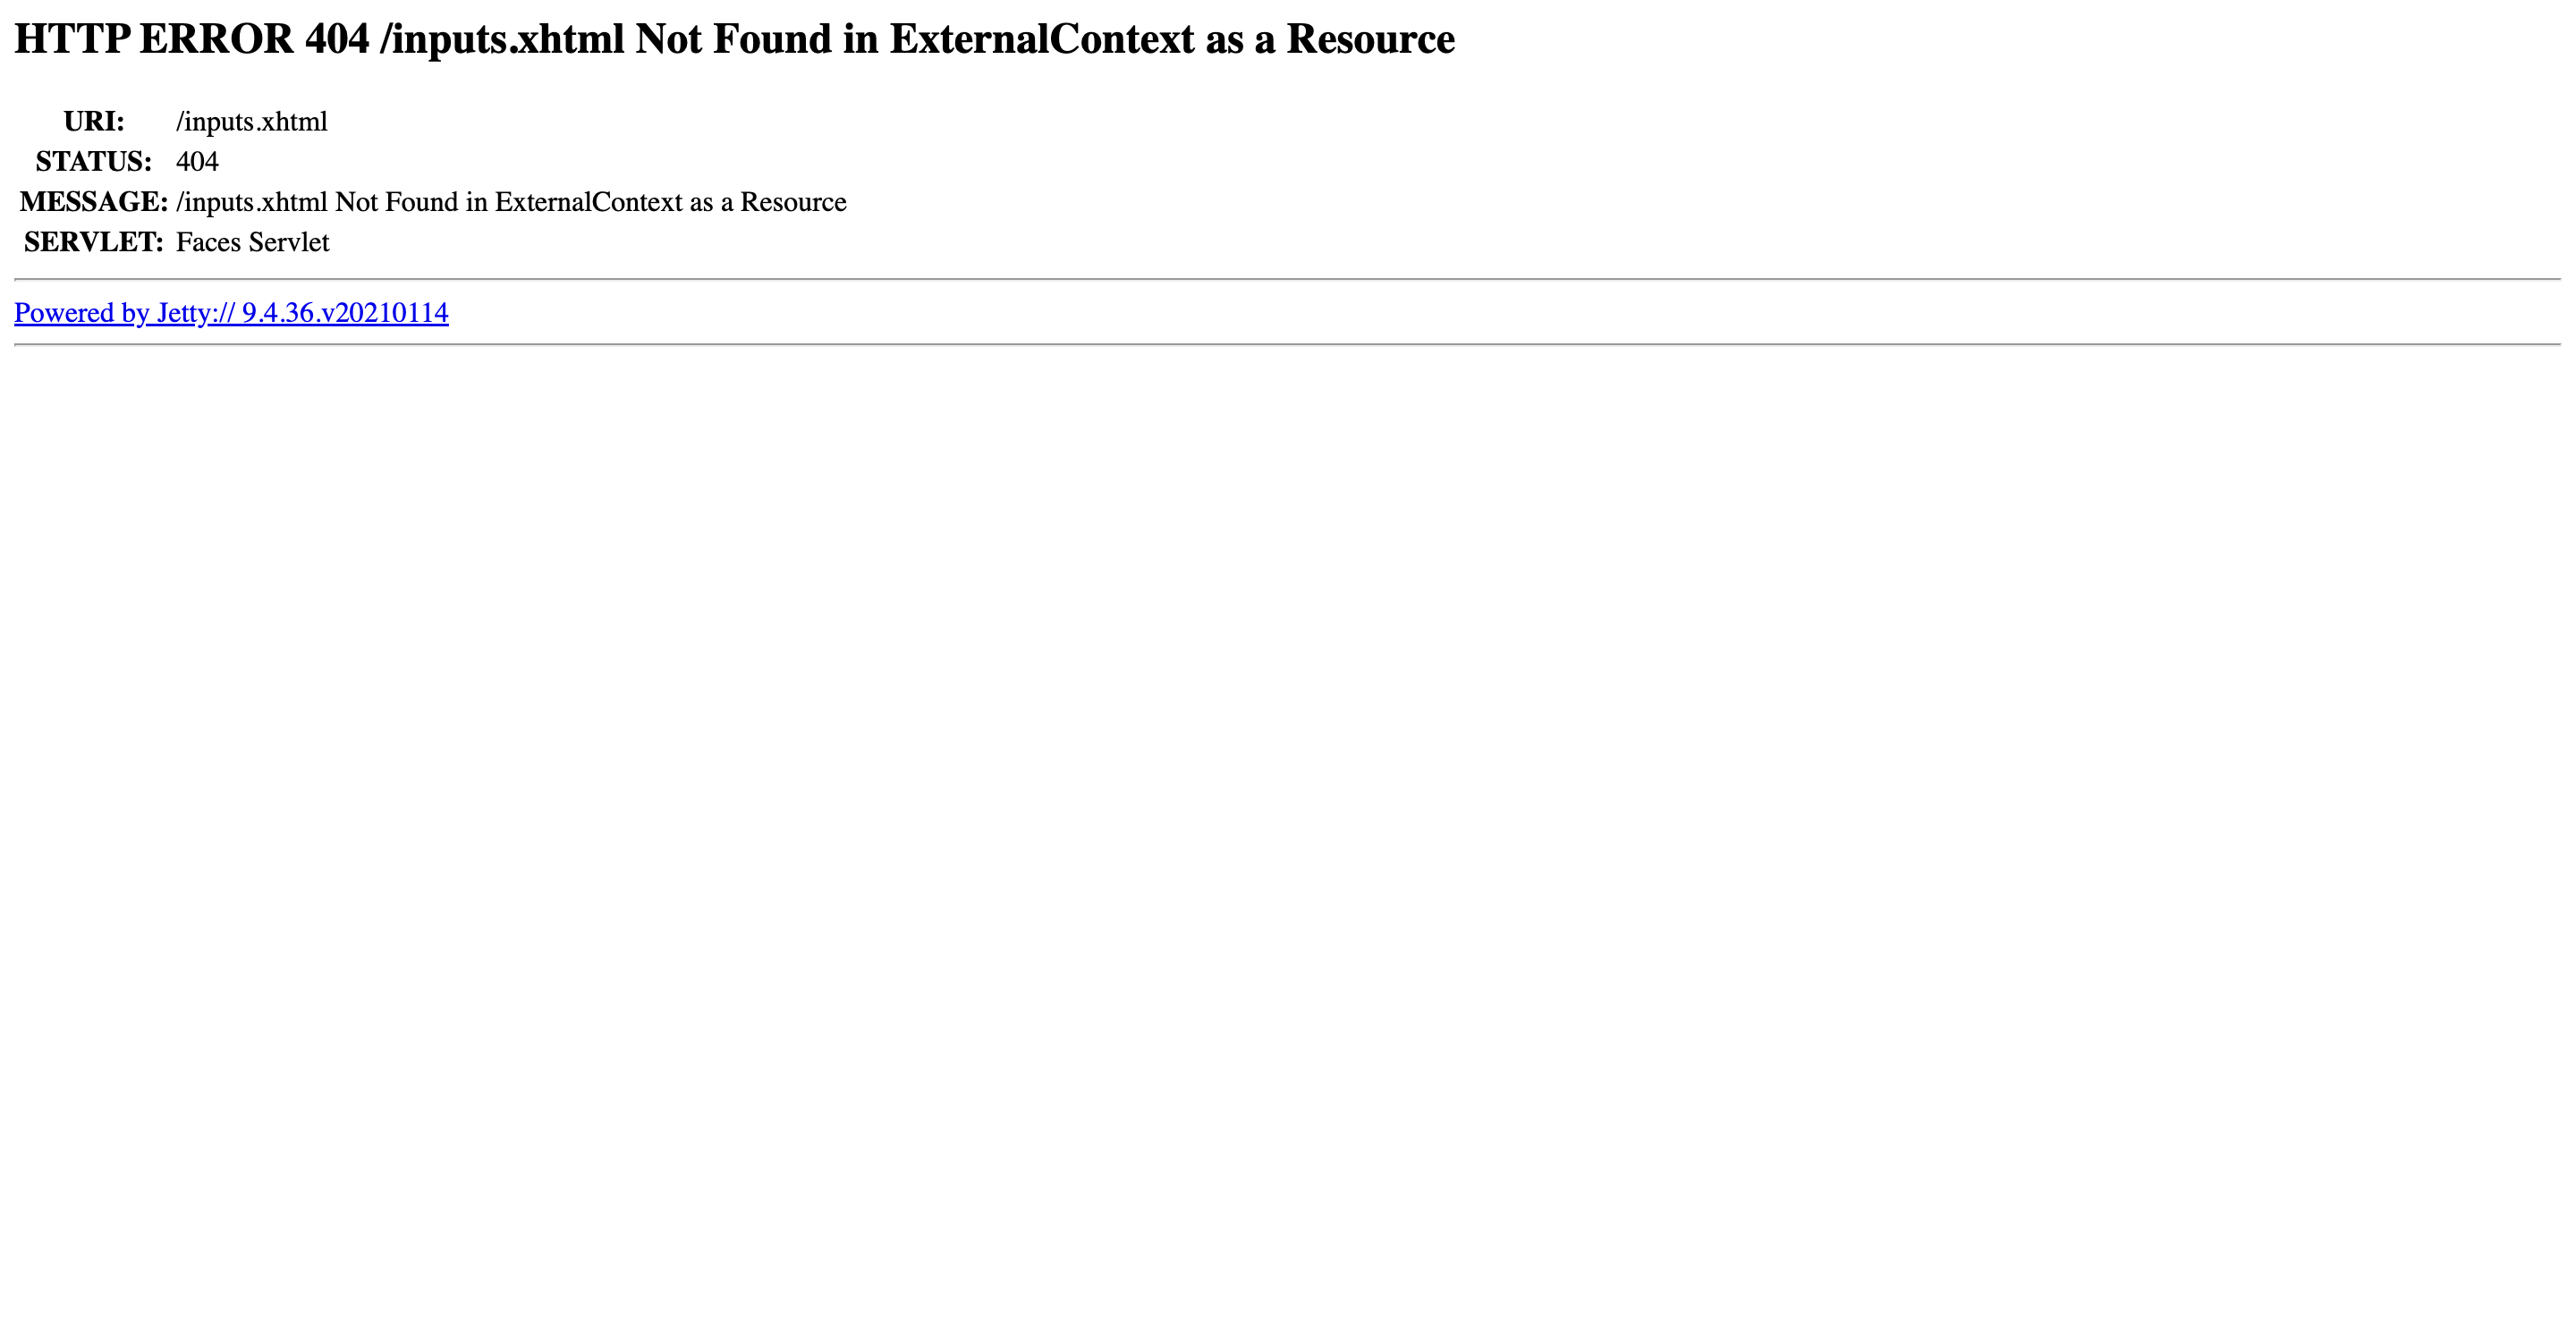 HTTP ERROR 404 /inputs.xhtml Not Found in ExternalContext as a Resource
URI: /inputs.xhtml
STATUS: 404
MESSAGE: /inputs.xhtml Not Found in ExternalContext as a Resource
SERVLET: Faces Servlet
Powered by Jetty:// 9.4.36.v20210114